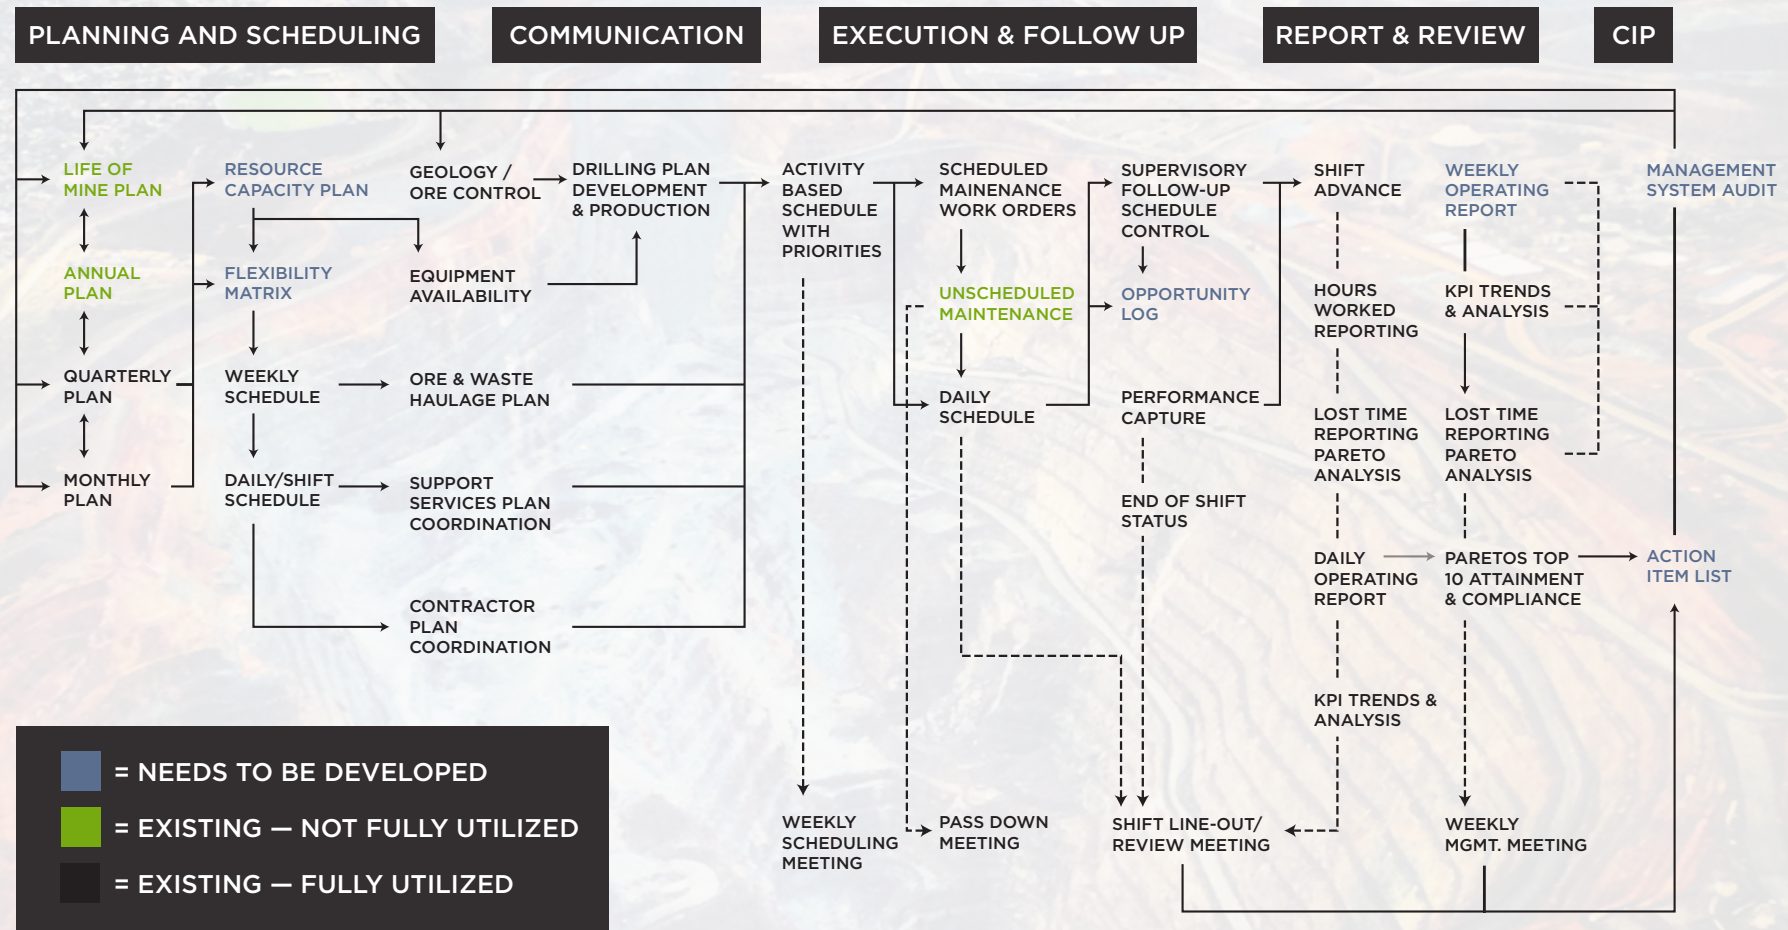 PLANNING AND SCHEDULING
COMMUNICATION
EXECUTION & FOLLOW UP
REPORT & REVIEW
CIP
LIFE OF
MINE PLAN
ANNUAL
PLAN
QUARTERLY
PLAN
MONTHLY
PLAN
RESOURCE
CAPACITY PLAN
FLEXIBILITY
MATRIX
WEEKLY
SCHEDULE
DAILY/SHIFT
SCHEDULE
GEOLOGY /
ORE CONTROL
EQUIPMENT
AVAILABILITY
ORE & WASTE
HAULAGE PLAN
SUPPORT
SERVICES PLAN
COORDINATION
CONTRACTOR
PLAN
COORDINATION
DRILLING PLAN
DEVELOPMENT
& PRODUCTION
ACTIVITY
BASED
SCHEDULE
WITH
PRIORITIES
WEEKLY
SCHEDULING
MEETING
SCHEDULED
MAINENANCE
WORK ORDERS
UNSCHEDULED
MAINTENANCE
DAILY
SCHEDULE
PASS DOWN
MEETING
SUPERVISORY
FOLLOW-UP
SCHEDULE
CONTROL
OPPORTUNITY
LOG
PERFORMANCE
CAPTURE
END OF SHIFT
STATUS
SHIFT LINE-OUT/
REVIEW MEETING
SHIFT
ADVANCE
HOURS
WORKED
REPORTING
LOST TIME
REPORTING
PARETO
ANALYSIS
DAILY
OPERATING
REPORT
KPI TRENDS &
ANALYSIS
WEEKLY
OPERATING
REPORT
KPI TRENDS
& ANALYSIS
LOST TIME
REPORTING
PARETO
ANALYSIS
PARETOS TOP
10 ATTAINMENT
& COMPLIANCE
WEEKLY
MGMT. MEETING
MANAGEMENT
SYSTEM AUDIT
ACTION
ITEM LIST
= NEEDS TO BE DEVELOPED
= EXISTING — NOT FULLY UTILIZED
= EXISTING — FULLY UTILIZED